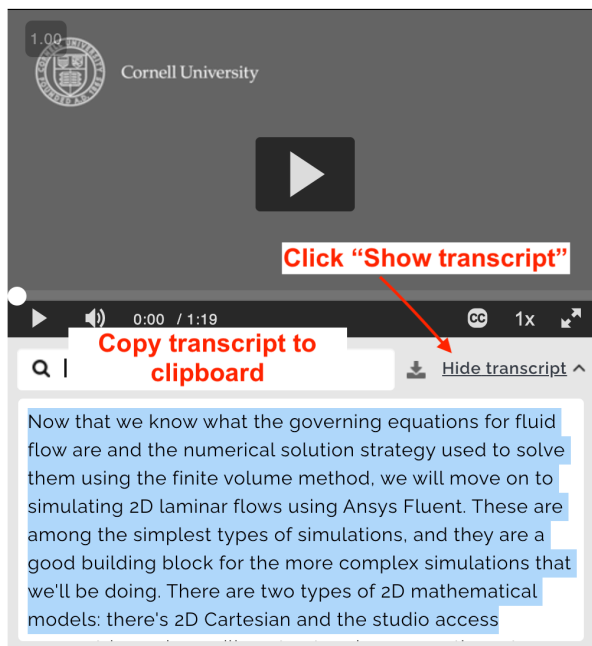 1.00
Cornell University
Click “Show transcript”
0:00 / 1:19
CC
1x
Copy transcript to
clipboard
Hide transcript
Now that we know what the governing equations for fluid
flow are and the numerical solution strategy used to solve
them using the finite volume method, we will move on to
simulating 2D laminar flows using Ansys Fluent. These are
among the simplest types of simulations, and they are a
good building block for the more complex simulations that
we'll be doing. There are two types of 2D mathematical
models: there's 2D Cartesian and the studio access